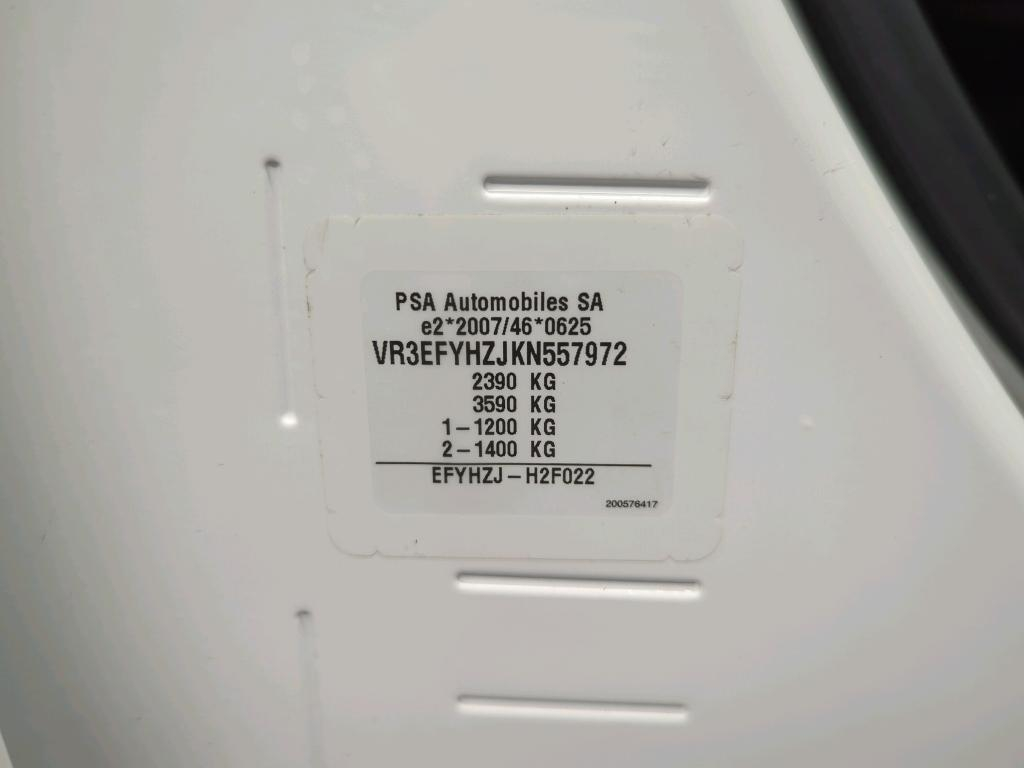 PSA Automobiles SA
e2*2007/46*0625
VR3EFYHZJKN557972
2390 KG
3590 KG
1-1200 KG
2-1400 KG
EFYHZJ-H2F022
200576417